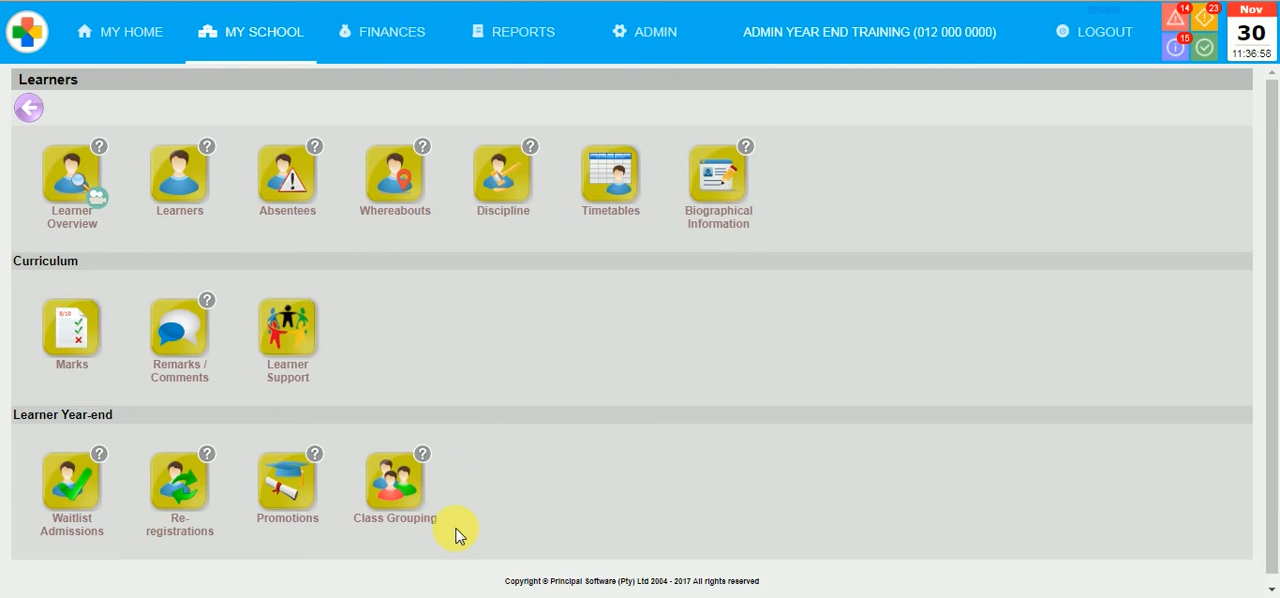 MY HOME
MY SCHOOL
FINANCES
REPORTS
ADMIN
ADMIN YEAR END TRAINING (012 000 0000)
LOGOUT
14
23
15
Nov
30
11:36:58
Learners
?
?
?
?
?
?
Learner
Overview
Learners
Absentees
Whereabouts
Discipline
Timetables
Biographical
Information
Curriculum
8/10
?
Marks
Remarks /
Comments
Learner
Support
Learner Year-end
?
?
?
?
Waitlist
Admissions
Re-
registrations
Promotions
Class Grouping
Copyright © Principal Software (Pty) Ltd 2004 - 2017 All rights reserved